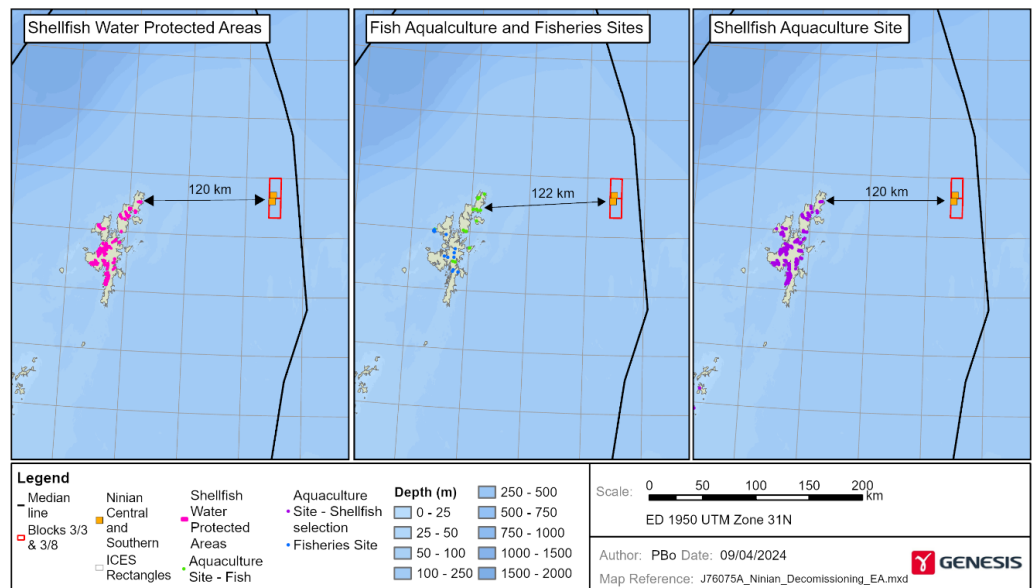 Shellfish Water Protected Areas
Fish Aqualculture and Fisheries Sites
Shellfish Aquaculture Site
120 km
122 km
120 km
Legend
Median
line
Blocks 3/3
& 3/8
Ninian
Central
and
Southern
ICES
Rectangles
Shellfish
Water
Protected
Areas
Aquaculture
Site - Fish
Aquaculture
Site - Shellfish
selection
Fisheries Site
Depth (m)
0 - 25
25 - 50
50 - 100
100 - 250
250 - 500
500 - 750
750 - 1000
1000 - 1500
1500 - 2000
Scale:
0 50 100 150 200
km
ED 1950 UTM Zone 31N
Author: PBo Date: 09/04/2024
Map Reference: J76075A_Ninian_Decomissioning_EA.mxd
GENESIS